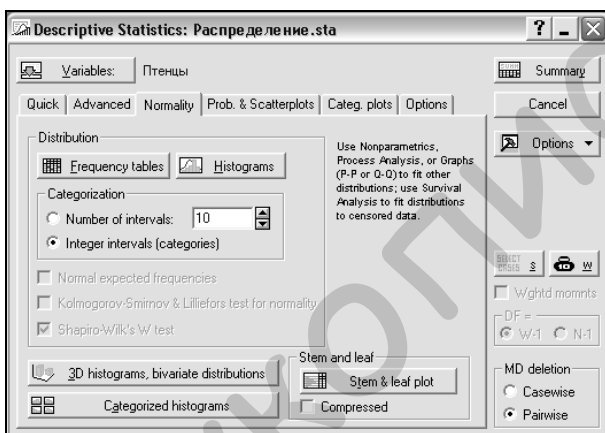 Descriptive Statistics: Распределение.sta
Variables: Птенцы
Summary
Quick Advanced Normality Prob. & Scatterplots Categ. plots Options
Cancel
Options
Distribution
Frequency tables Histograms
Categorization
Number of intervals: 10
Integer intervals (categories)
Normal expected frequencies
Kolmogorov-Smirnov & Lilliefors test for normality
Shapiro-Wilk's W test
Use Nonparametrics,
Process Analysis, or Graphs
(P-P or Q-Q) to fit other
distributions; use Survival
Analysis to fit distributions
to censored data.
SELECT CASES S W
Wghtd momnts
DF =
W-1 N-1
3D histograms, bivariate distributions
Categorized histograms
Stem and leaf
Stem & leaf plot
Compressed
MD deletion
Casewise
Pairwise